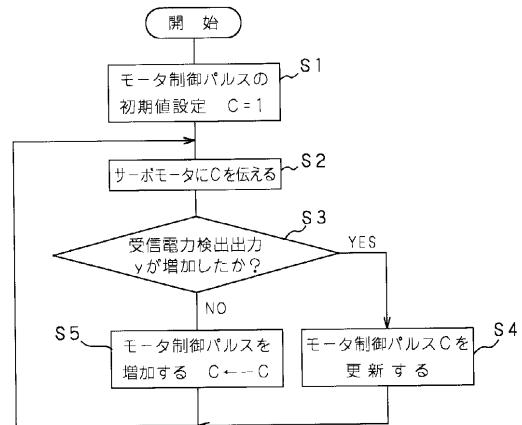 開 始
S1
モータ制御パルスの
初期値設定 C=1
S2
サーボモータにCを伝える
S3
受信電力検出出力
yが増加したか?
YES
NO
S5
モータ制御パルスを
増加する C←−C
S4
モータ制御パルスCを
更新する